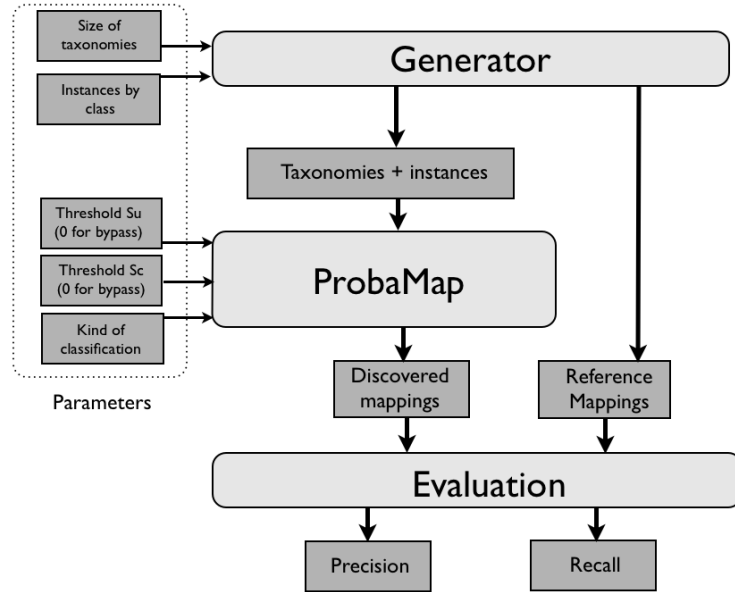 Size of
taxonomies
Generator
Instances by
class
Taxonomies + instances
Threshold Su
(0 for bypass)
Threshold Sc
(0 for bypass)
ProbaMap
Kind of
classification
Parameters
Discovered
mappings
Reference
Mappings
Evaluation
Precision
Recall